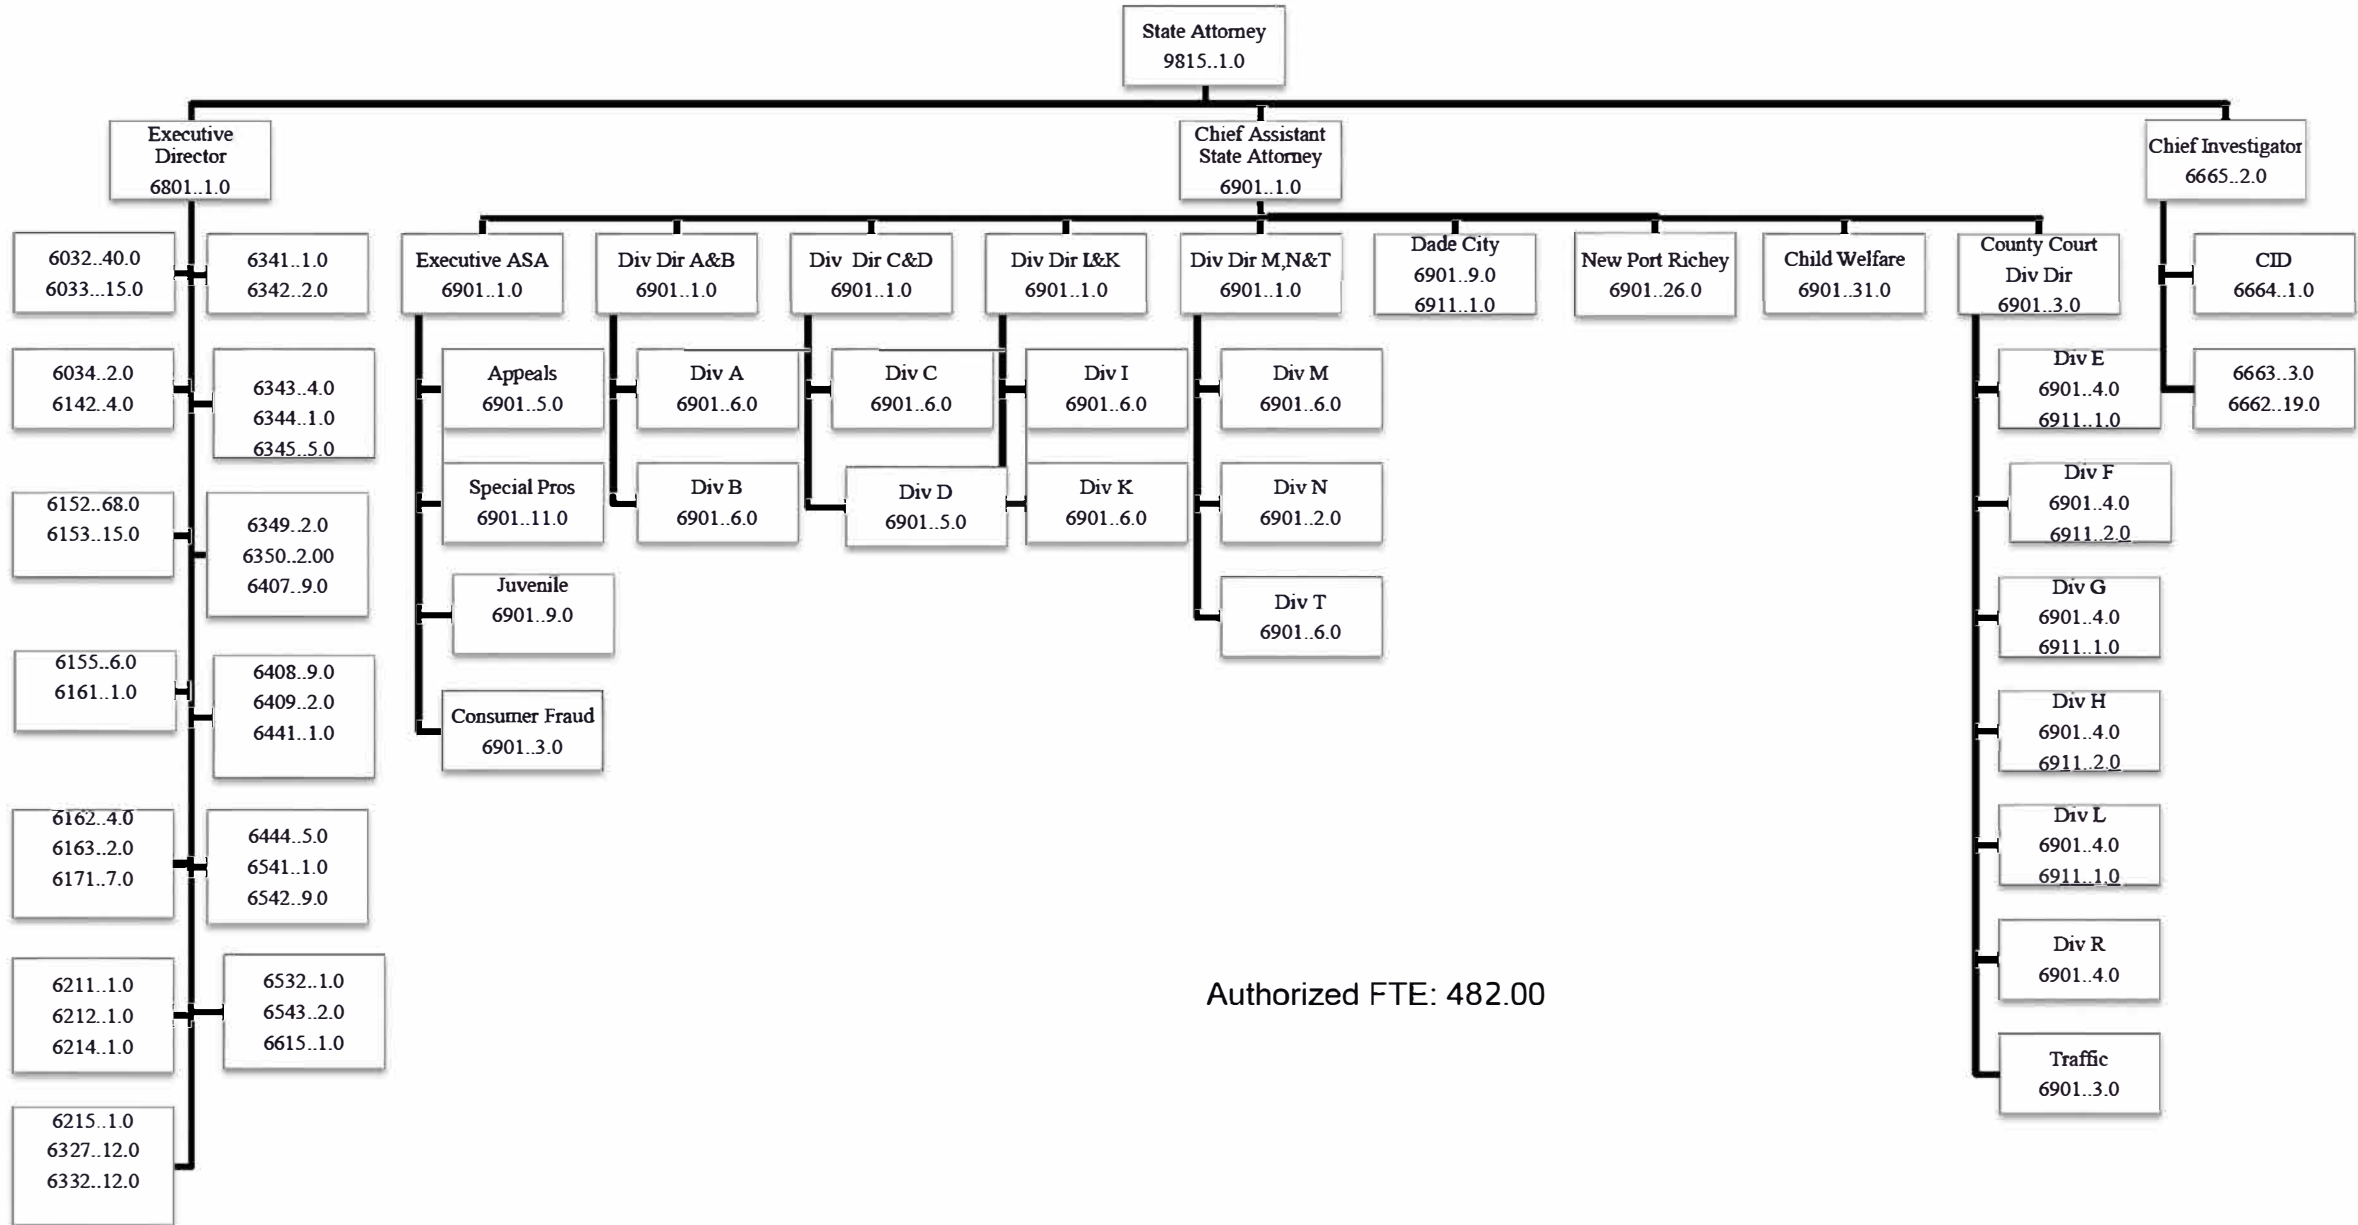 State Attorney
9815..1.0
Executive
Director
6801..1.0
Chief Assistant
State Attorney
6901..1.0
Chief Investigator
6665..2.0
6032..40.0
6033...15.0
6341..1.0
6342..2.0
6034..2.0
6142..4.0
6343..4.0
6344..1.0
6345..5.0
6152..68.0
6153..15.0
6349..2.0
6350..2.00
6407..9.0
6155..6.0
6161..1.0
6408..9.0
6409..2.0
6441..1.0
6162..4.0
6163..2.0
6171..7.0
6444..5.0
6541..1.0
6542..9.0
6211..1.0
6212..1.0
6214..1.0
6532..1.0
6543..2.0
6615..1.0
6215..1.0
6327..12.0
6332..12.0
Executive ASA
6901..1.0
Appeals
6901..5.0
Special Pros
6901..11.0
Juvenile
6901..9.0
Consumer Fraud
6901..3.0
Div Dir A&B
6901..1.0
Div A
6901..6.0
Div B
6901..6.0
Div Dir C&D
6901..1.0
Div C
6901..6.0
Div D
6901..5.0
Div Dir I&K
6901..1.0
Div I
6901..6.0
Div K
6901..6.0
Div Dir M,N&T
6901..1.0
Div M
6901..6.0
Div N
6901..2.0
Div T
6901..6.0
Dade City
6901..9.0
6911..1.0
New Port Richey
6901..26.0
Child Welfare
6901..31.0
County Court
Div Dir
6901..3.0
Div E
6901..4.0
6911..1.0
Div F
6901..4.0
6911..2.0
Div G
6901..4.0
6911..1.0
Div H
6901..4.0
6911..2.0
Div L
6901..4.0
6911..1.0
Div R
6901..4.0
Traffic
6901..3.0
CID
6664..1.0
6663..3.0
6662..19.0
Authorized FTE: 482.00